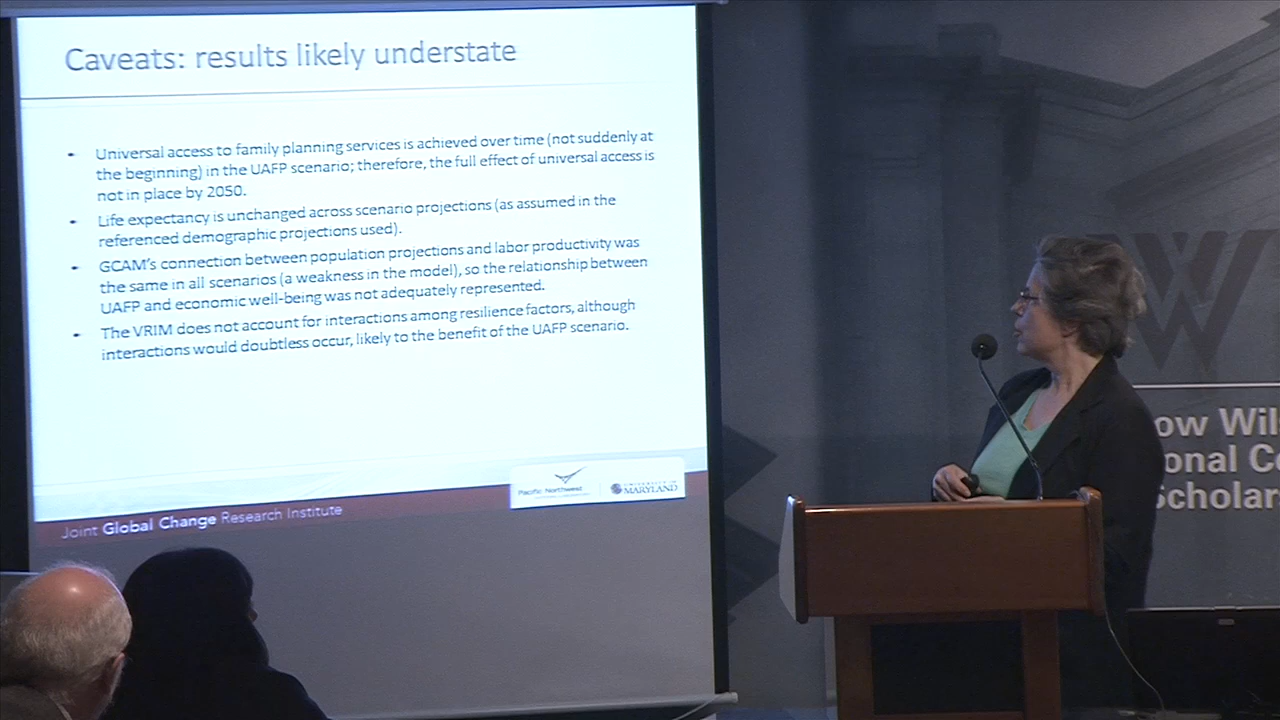 Caveats: results likely understate
• Universal access to family planning services is achieved over time (not suddenly at
the beginning) in the UAFP scenario; therefore, the full effect of universal access is
not in place by 2050.
• Life expectancy is unchanged across scenario projections (as assumed in the
referenced demographic projections used).
• GCAM's connection between population projections and labor productivity was
the same in all scenarios (a weakness in the model), so the relationship between
UAFP and economic well-being was not adequately represented.
• The VRIM does not account for interactions among resilience factors, although
interactions would doubtless occur, likely to the benefit of the UAFP scenario.
Pacific Northwest
UNIVERSITY OF
MARYLAND
Joint Global Change Research Institute
W
ow Wil
onal Ce
Scholar